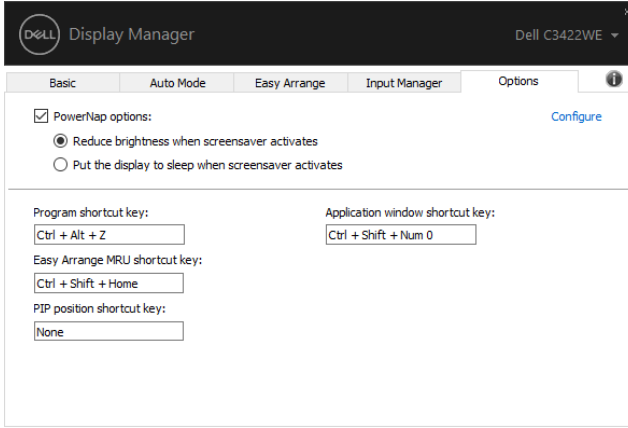 DELL Display Manager Dell C3422WE
Basic Auto Mode Easy Arrange Input Manager Options i
PowerNap options: Configure
Reduce brightness when screensaver activates
Put the display to sleep when screensaver activates
Program shortcut key: Application window shortcut key:
Ctrl + Alt + Z Ctrl + Shift + Num 0
Easy Arrange MRU shortcut key:
Ctrl + Shift + Home
PIP position shortcut key:
None